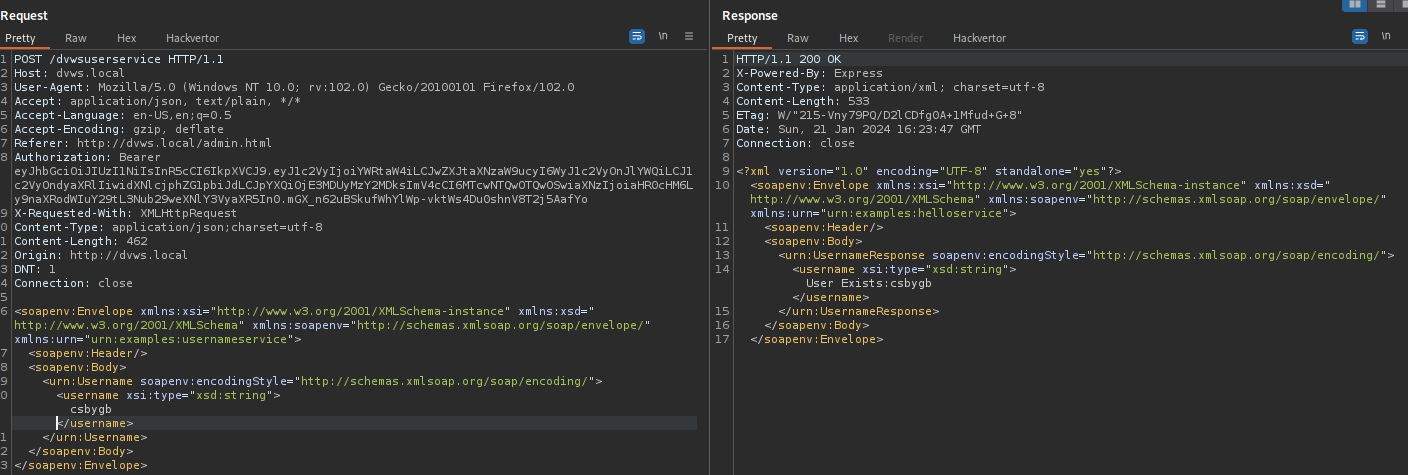 Request
Pretty Raw Hex Hackvertor \n
1 POST /dvwsuserservice HTTP/1.1
2 Host: dvws.local
3 User-Agent: Mozilla/5.0 (Windows NT 10.0; rv:102.0) Gecko/20100101 Firefox/102.0
4 Accept: application/json, text/plain, */*
5 Accept-Language: en-US,en;q=0.5
6 Accept-Encoding: gzip, deflate
7 Referer: http://dvws.local/admin.html
8 Authorization: Bearer
9 X-Requested-With: XMLHttpRequest
0 Content-Type: application/json;charset=utf-8
1 Content-Length: 462
2 Origin: http://dvws.local
3 DNT: 1
4 Connection: close
5
6 <soapenv:Envelope xmlns:xsi="http://www.w3.org/2001/XMLSchema-instance" xmlns:xsd="
http://www.w3.org/2001/XMLSchema" xmlns:soapenv="http://schemas.xmlsoap.org/soap/envelope/"
xmlns:urn="urn:examples:usernameservice">
7 <soapenv:Header/>
8 <soapenv:Body>
9 <urn:Username soapenv:encodingStyle="http://schemas.xmlsoap.org/soap/encoding/">
0 <username xsi:type="xsd:string">
csbygb
</username>
1 </urn:Username>
2 </soapenv:Body>
3 </soapenv:Envelope>
Response
Pretty Raw Hex Render Hackvertor \n
1 HTTP/1.1 200 OK
2 X-Powered-By: Express
3 Content-Type: application/xml; charset=utf-8
4 Content-Length: 533
5 ETag: W/"215-Vny79PQ/D2lCDfg0A+1Mfud+G+8"
6 Date: Sun, 21 Jan 2024 16:23:47 GMT
7 Connection: close
8
9 <?xml version="1.0" encoding="UTF-8" standalone="yes"?>
10 <soapenv:Envelope xmlns:xsi="http://www.w3.org/2001/XMLSchema-instance" xmlns:xsd="
http://www.w3.org/2001/XMLSchema" xmlns:soapenv="http://schemas.xmlsoap.org/soap/envelope/"
xmlns:urn="urn:examples:helloservice">
11 <soapenv:Header/>
12 <soapenv:Body>
13 <urn:UsernameResponse soapenv:encodingStyle="http://schemas.xmlsoap.org/soap/encoding/">
14 <username xsi:type="xsd:string">
User Exists:csbygb
</username>
15 </urn:UsernameResponse>
16 </soapenv:Body>
17 </soapenv:Envelope>